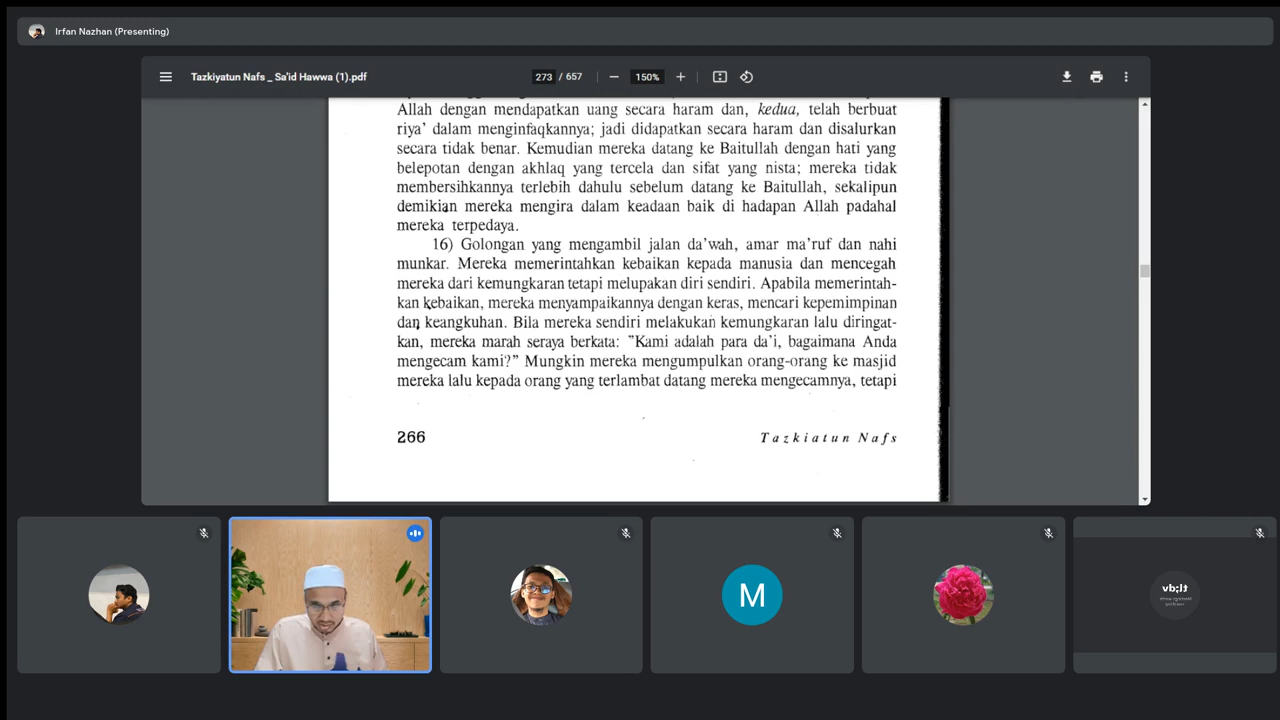 Irfan Nazhan (Presenting)
Tazkiyatun Nafs _ Sa'id Hawwa (1).pdf
273 / 657
150%
Allah dengan mendapatkan uang secara haram dan, kedua, telah berbuat
riya' dalam menginfaqkannya; jadi didapatkan secara haram dan disalurkan
secara tidak benar. Kemudian mereka datang ke Baitullah dengan hati yang
belepotan dengan akhlaq yang tercela dan sifat yang nista; mereka tidak
membersihkannya terlebih dahulu sebelum datang ke Baitullah, sekalipun
demikian mereka mengira dalam keadaan baik di hadapan Allah padahal
mereka terpedaya.
16) Golongan yang mengambil jalan da'wah, amar ma'ruf dan nahi
munkar. Mereka memerintahkan kebaikan kepada manusia dan mencegah
mereka dari kemungkaran tetapi melupakan diri sendiri. Apabila memerintah-
kan kebaikan, mereka menyampaikannya dengan keras, mencari kepemimpinan
dan keangkuhan. Bila mereka sendiri melakukan kemungkaran lalu diringat-
kan, mereka marah seraya berkata: "Kami adalah para da'i, bagaimana Anda
mengecam kami?" Mungkin mereka mengumpulkan orang-orang ke masjid
mereka lalu kepada orang yang terlambat datang mereka mengecamnya, tetapi
266
Tazkiatun Nafs
M